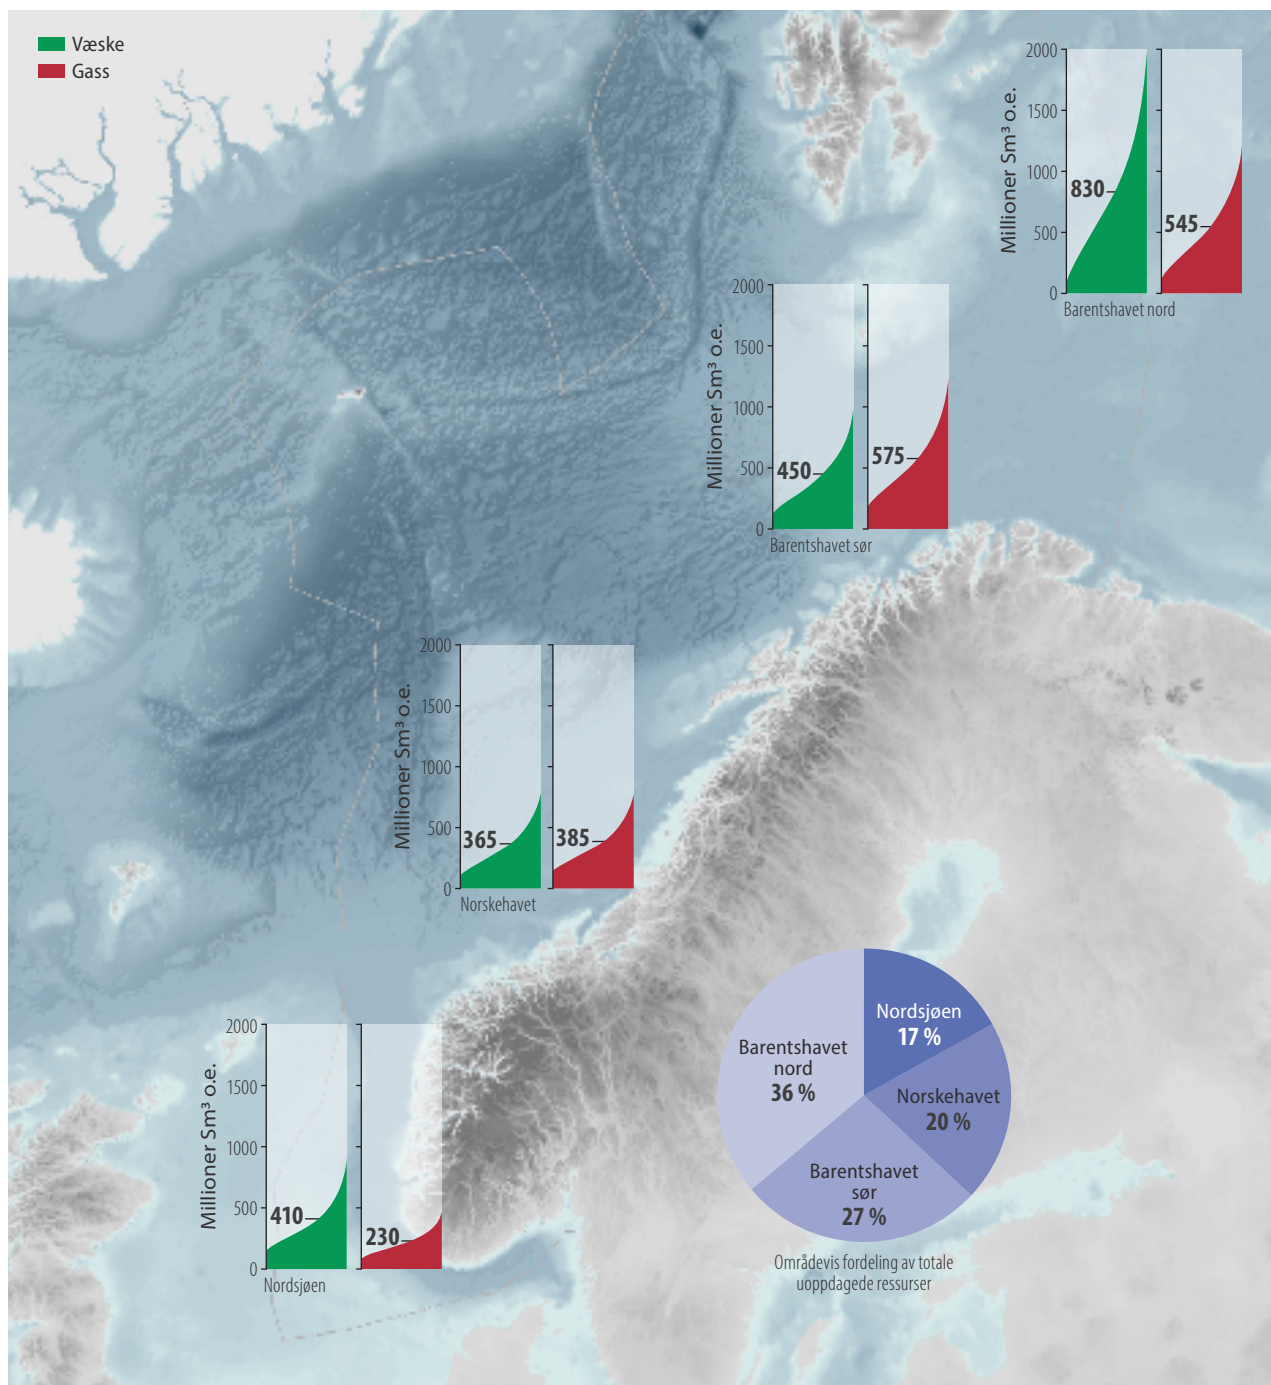 Væske
Gass
Millioner Sm³ o.e.
2000
1500
1000
500
0
830
545
Barentshavet nord
Millioner Sm³ o.e.
2000
1500
1000
500
0
450
575
Barentshavet sør
Millioner Sm³ o.e.
2000
1500
1000
500
0
365
385
Norskehavet
Millioner Sm³ o.e.
2000
1500
1000
500
0
410
230
Nordsjøen
Nordsjøen
17 %
Norskehavet
20 %
Barentshavet
sør
27 %
Barentshavet
nord
36 %
Områdevis fordeling av totale
uoppdagede ressurser